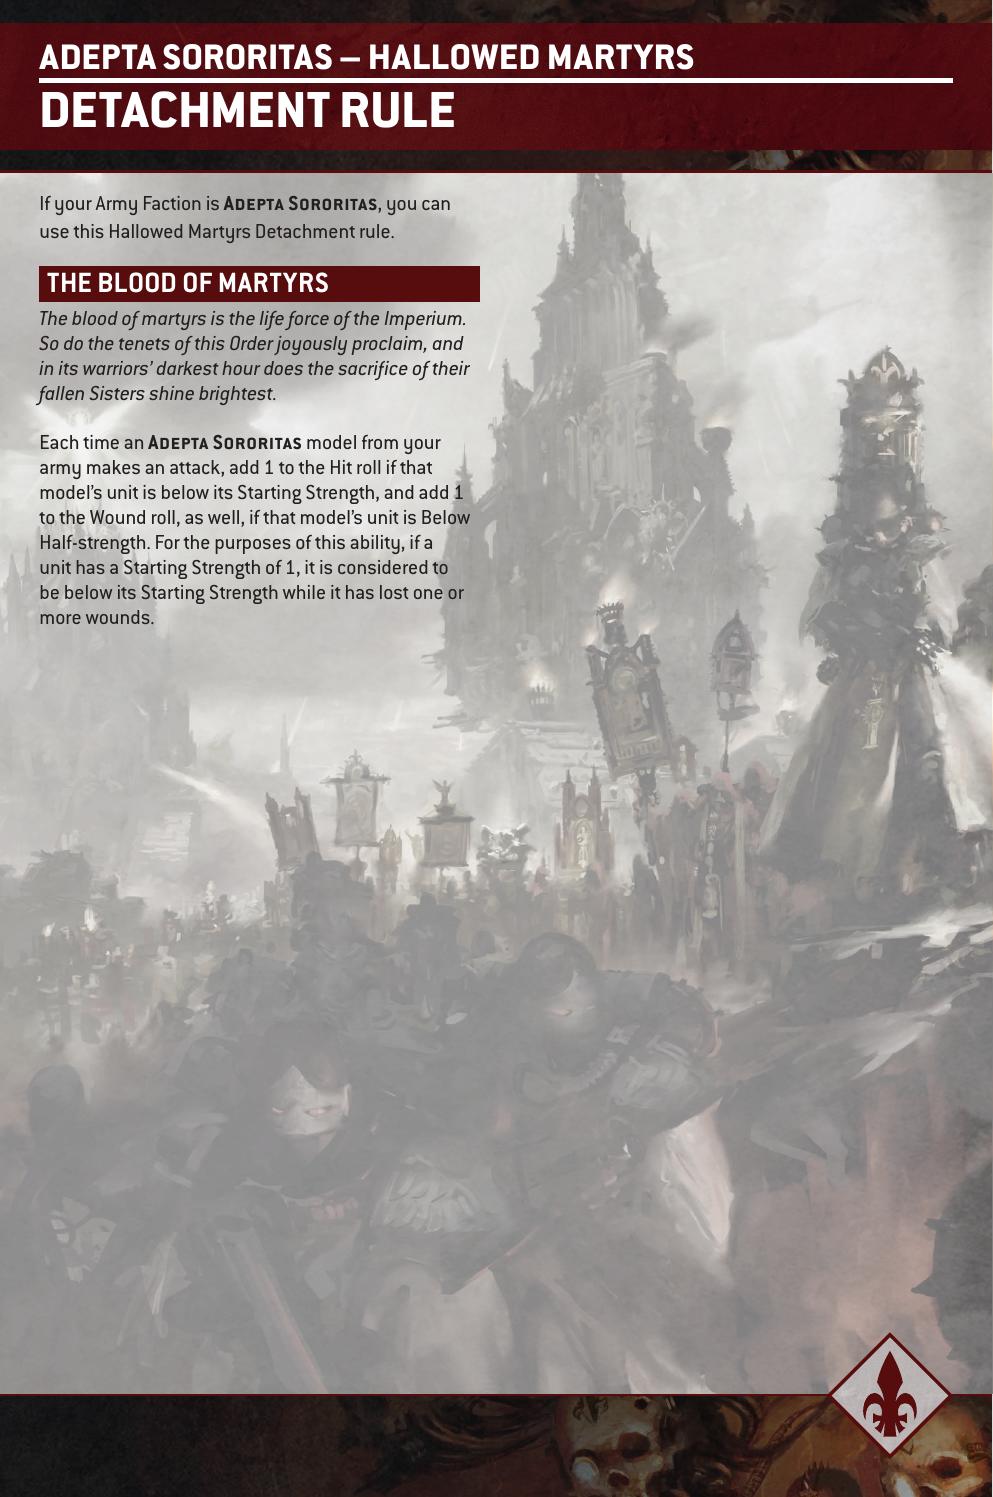 ADEPTA SORORITAS – HALLOWED MARTYRS
DETACHMENT RULE
If your Army Faction is ADEPTA SORORITAS, you can
use this Hallowed Martyrs Detachment rule.
THE BLOOD OF MARTYRS
The blood of martyrs is the life force of the Imperium.
So do the tenets of this Order joyously proclaim, and
in its warriors’ darkest hour does the sacrifice of their
fallen Sisters shine brightest.
Each time an ADEPTA SORORITAS model from your
army makes an attack, add 1 to the Hit roll if that
model’s unit is below its Starting Strength, and add 1
to the Wound roll, as well, if that model’s unit is Below
Half-strength. For the purposes of this ability, if a
unit has a Starting Strength of 1, it is considered to
be below its Starting Strength while it has lost one or
more wounds.